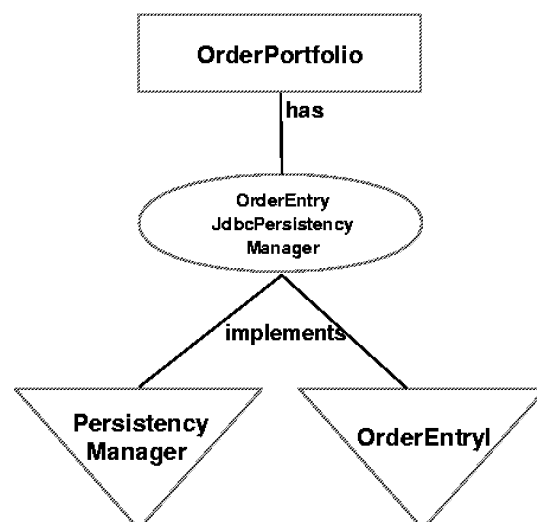 OrderPortfolio
has
OrderEntry
JdbcPersistency
Manager
implements
Persistency
Manager
OrderEntryI